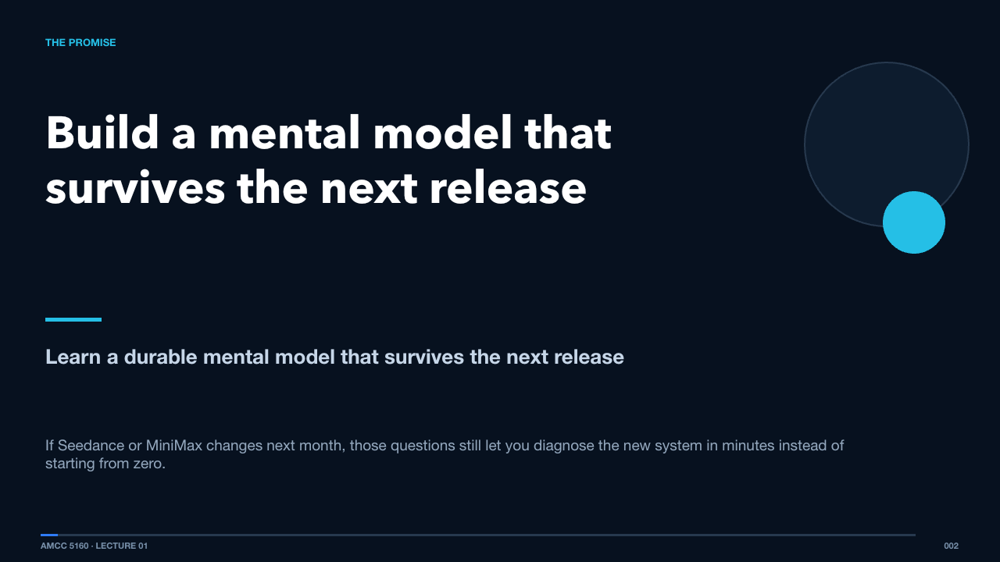 THE PROMISE
Build a mental model that
survives the next release
Learn a durable mental model that survives the next release
If Seedance or MiniMax changes next month, those questions still let you diagnose the new system in minutes instead of
starting from zero.
AMCC 5160 · LECTURE 01
002